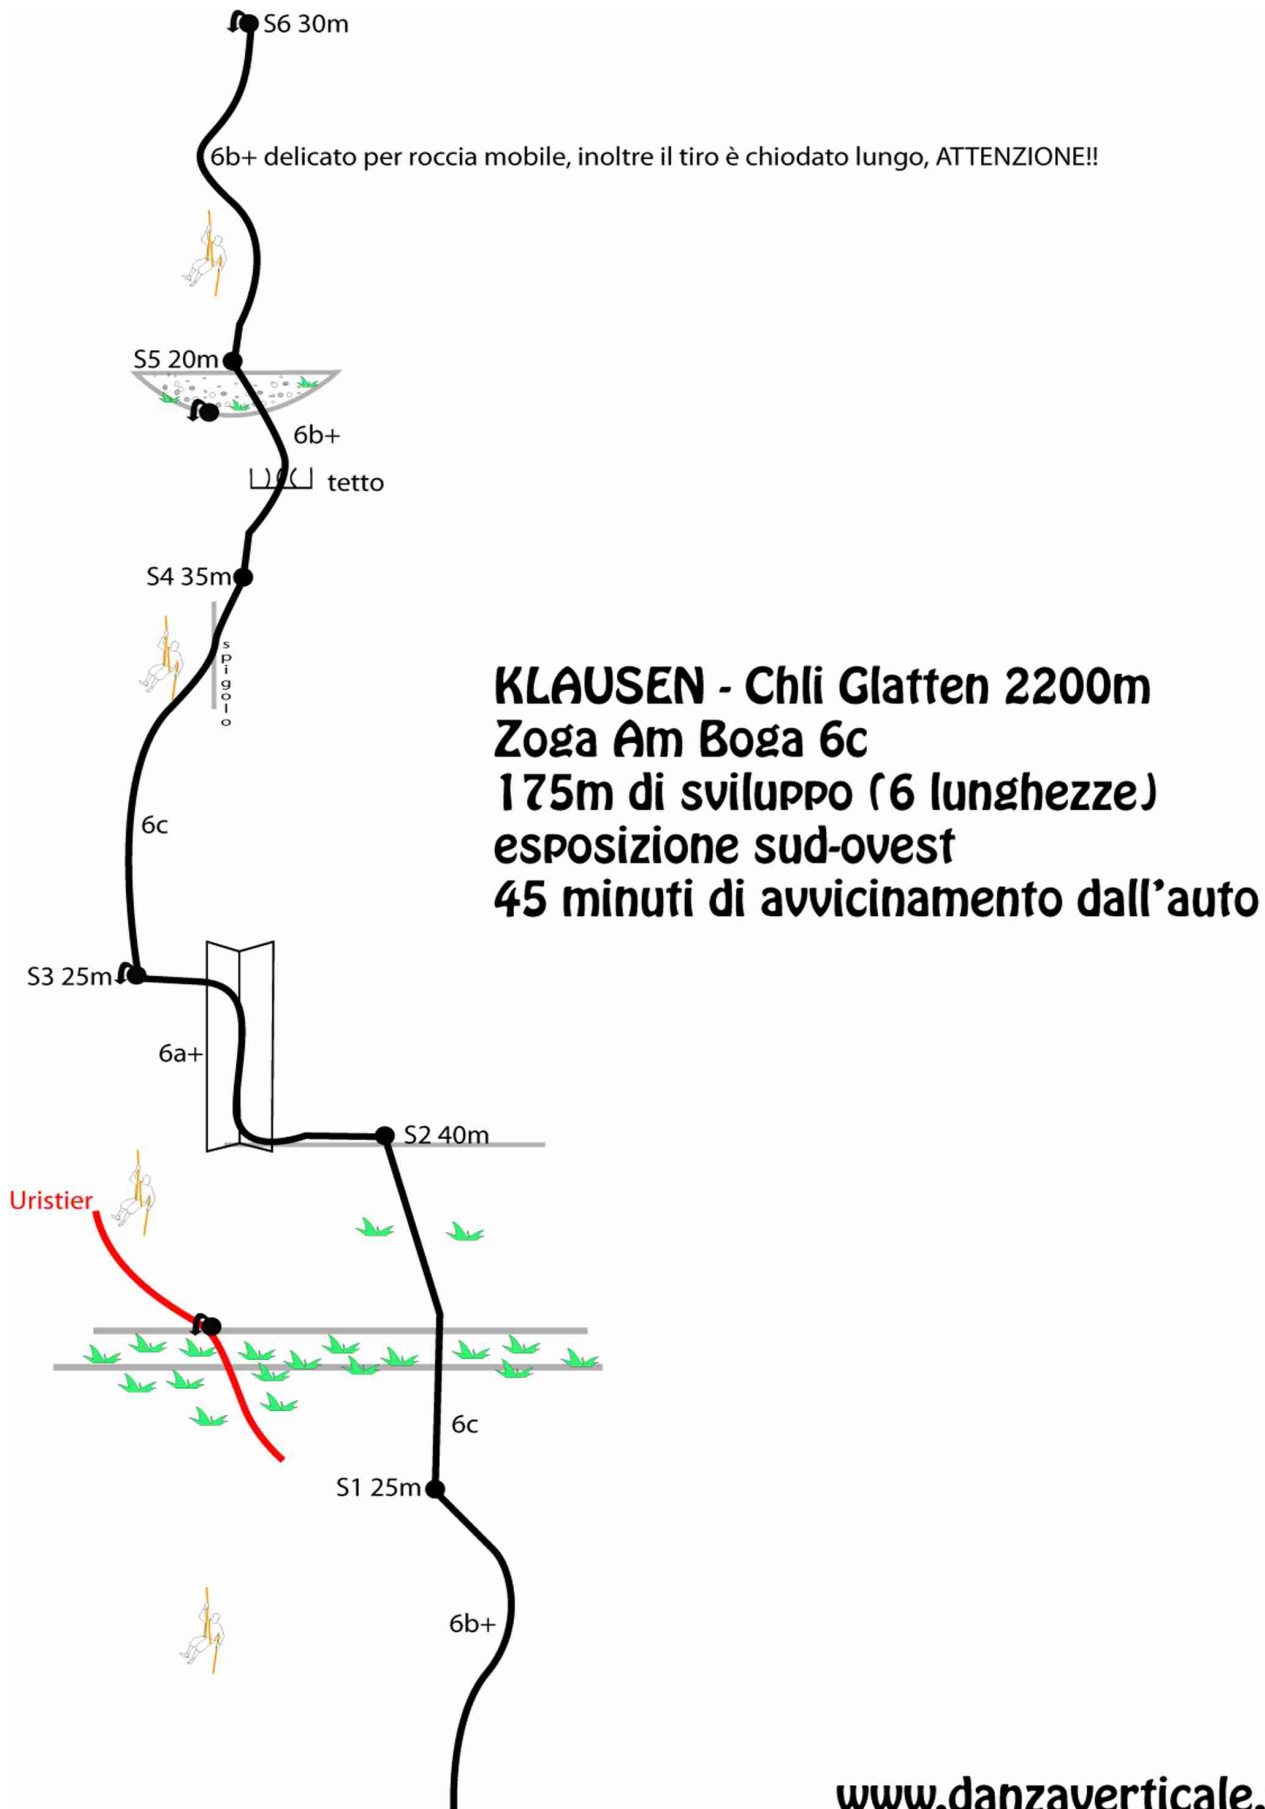 S6 30m
6b+ delicato per roccia mobile, inoltre il tiro è chiodato lungo, ATTENZIONE!!
S5 20m
6b+
tetto
S4 35m
spigolo
KLAUSEN - Chli Glatten 2200m
Zoga Am Boga 6c
175m di sviluppo (6 lunghezze)
esposizione sud-ovest
45 minuti di avvicinamento dall'auto
6c
S3 25m
6a+
S2 40m
Uristier
6c
S1 25m
6b+
www.danzaverticale.